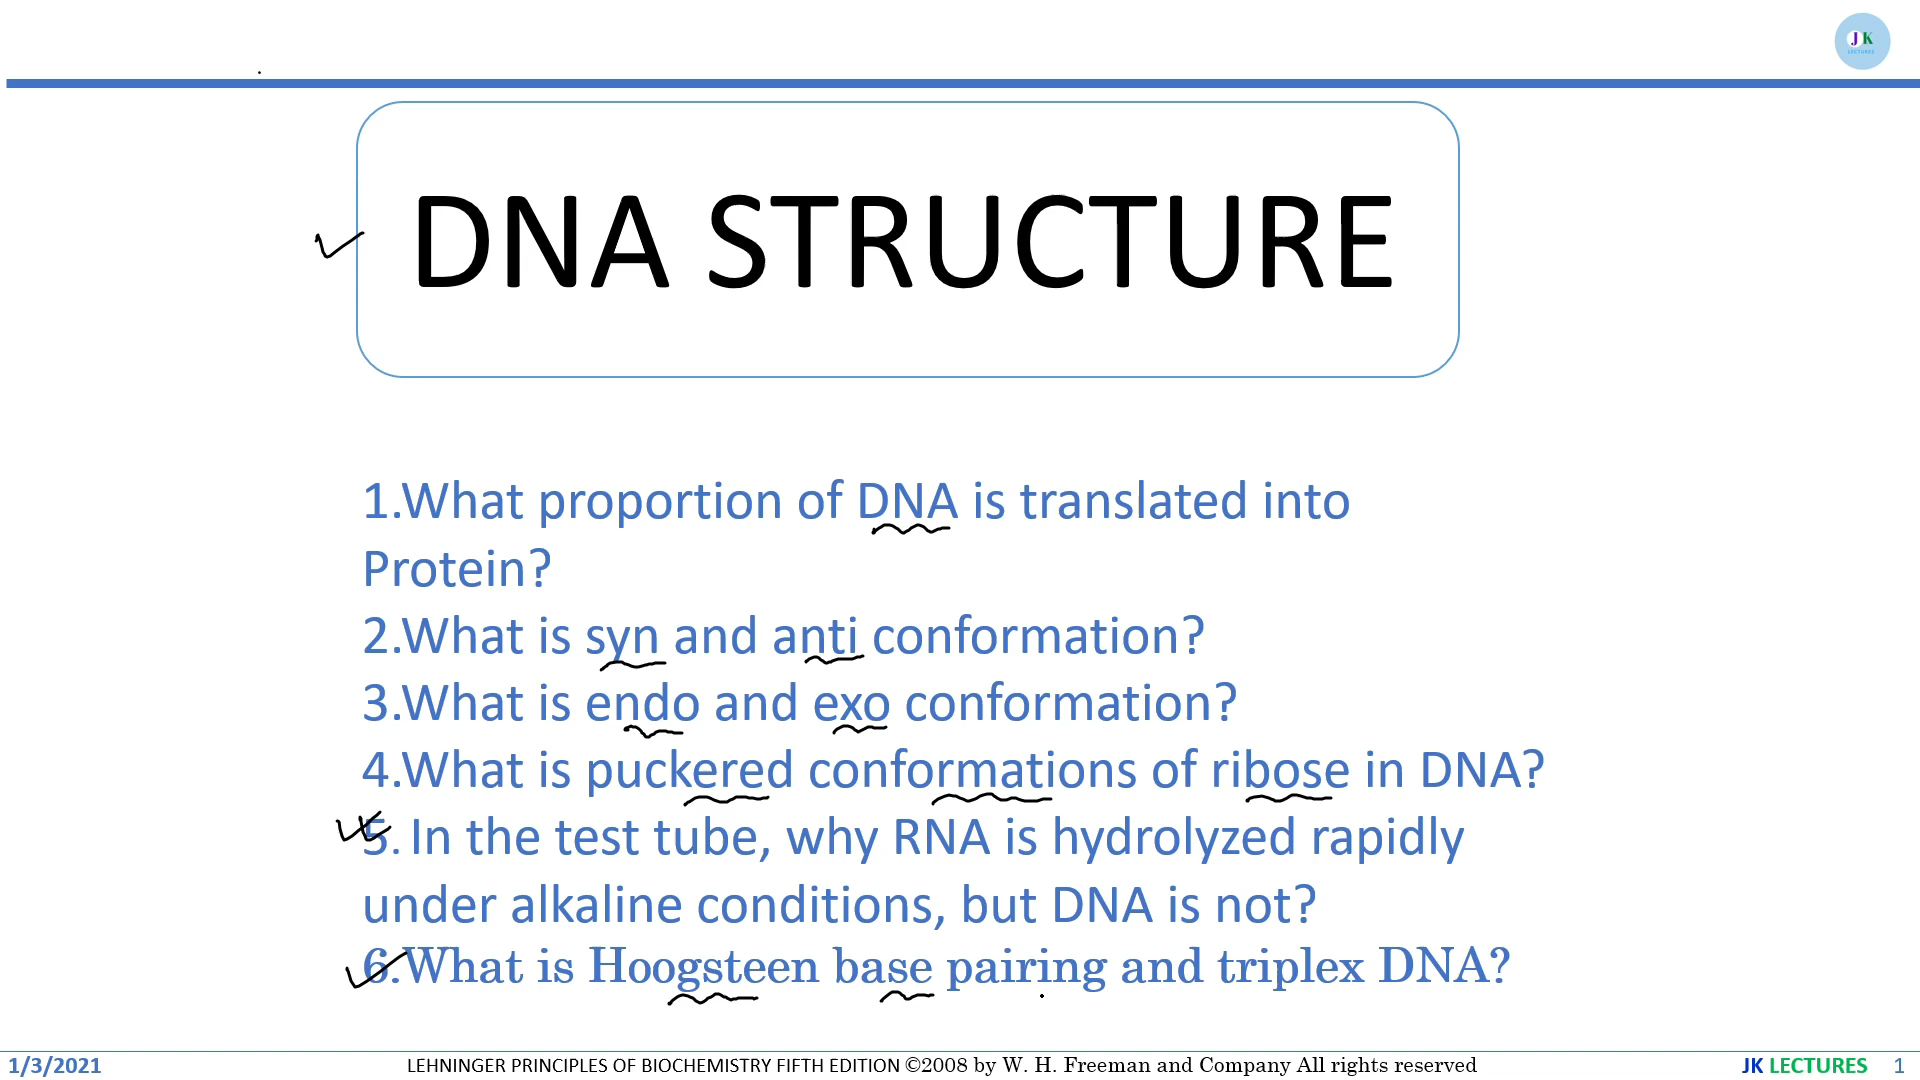 J K
LECTURES
DNA STRUCTURE
1.What proportion of DNA is translated into
Protein?
2.What is syn and anti conformation?
3.What is endo and exo conformation?
4.What is puckered conformations of ribose in DNA?
5. In the test tube, why RNA is hydrolyzed rapidly
under alkaline conditions, but DNA is not?
6.What is Hoogsteen base pairing and triplex DNA?
1/3/2021
LEHNINGER PRINCIPLES OF BIOCHEMISTRY FIFTH EDITION ©2008 by W. H. Freeman and Company All rights reserved
JK LECTURES 1